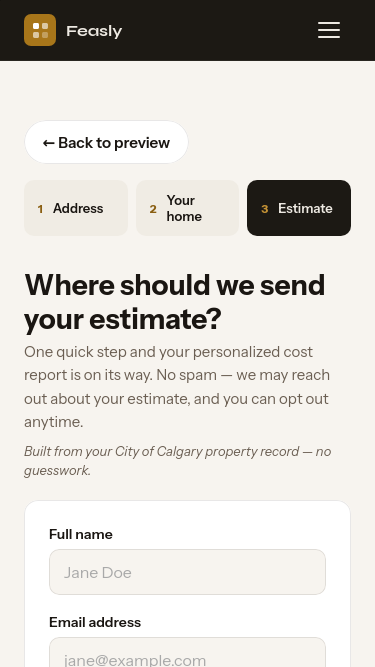 Feasly
← Back to preview
1 Address
2 Your home
3 Estimate
Where should we send
your estimate?
One quick step and your personalized cost
report is on its way. No spam — we may reach
out about your estimate, and you can opt out
anytime.
Built from your City of Calgary property record — no
guesswork.
Full name
Jane Doe
Email address
jane@example.com